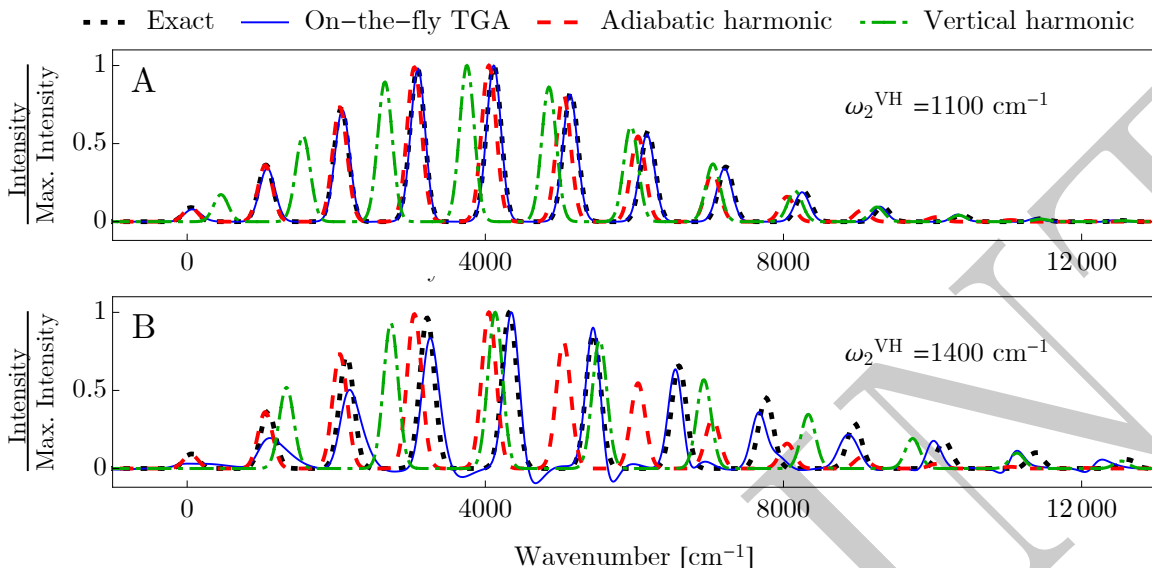 Exact On−the−fly TGA Adiabatic harmonic Vertical harmonic
A
ω₂ᵛᴴ =1100 cm⁻¹
Intensity
Max. Intensity
1
0.5
0
0 4000 8000 12 000
B
ω₂ᵛᴴ =1400 cm⁻¹
Intensity
Max. Intensity
1
0.5
0
0 4000 8000 12 000
Wavenumber [cm⁻¹]